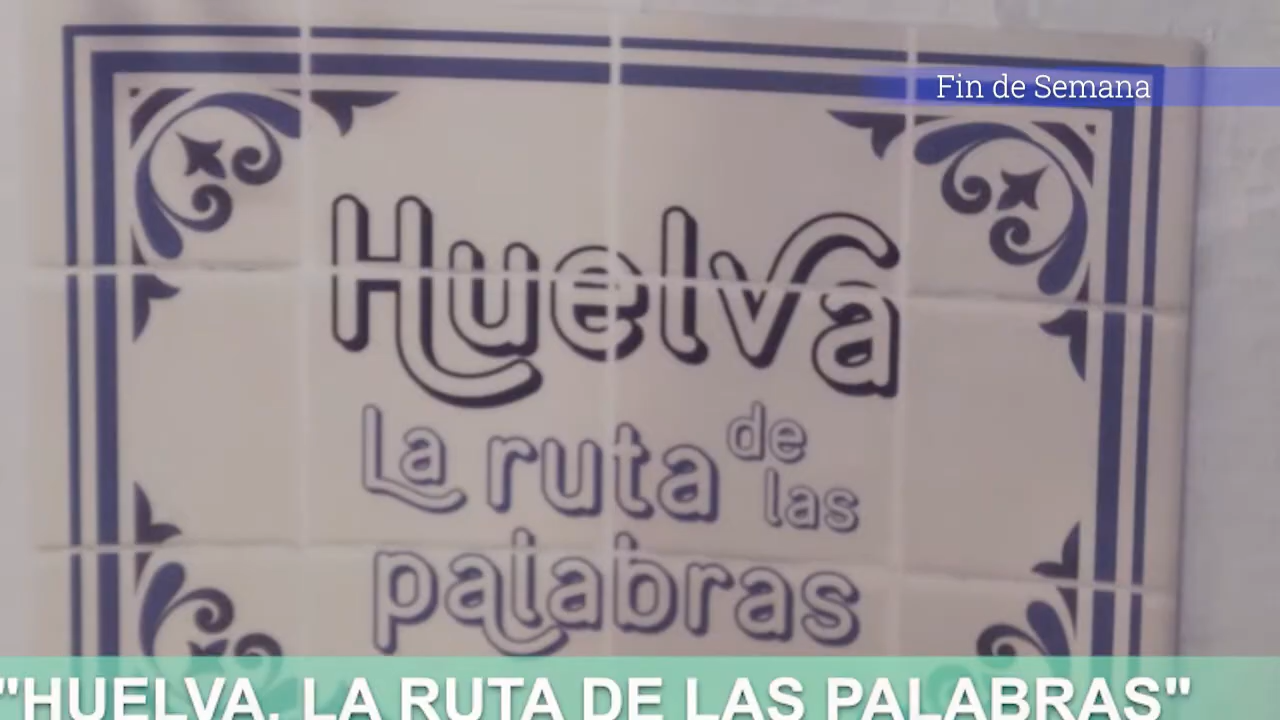 Fin de Semana
Huelva
La ruta de las
palabras
"HUELVA, LA RUTA DE LAS PALABRAS"